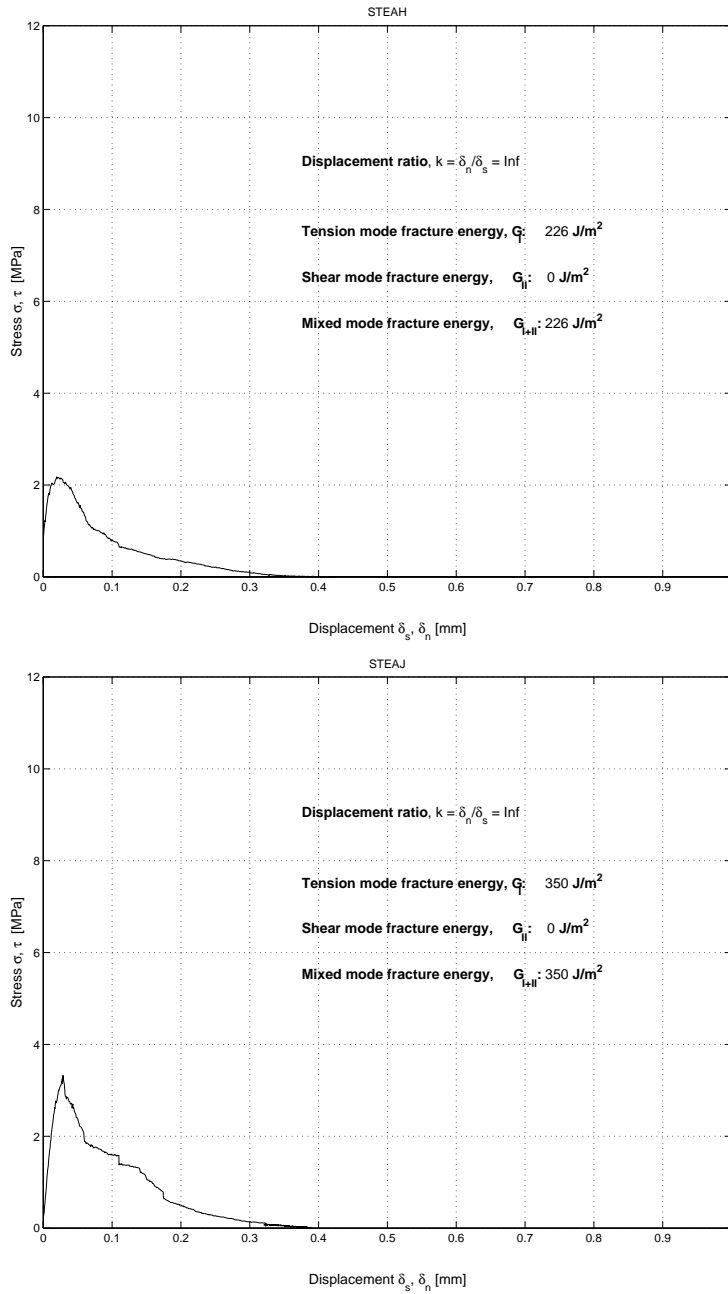 STEAH
12
10
8
6
4
2
0
Stress σ, τ [MPa]
Displacement ratio, k = δn/δs = Inf
Tension mode fracture energy, GI: 226 J/m2
Shear mode fracture energy, GII: 0 J/m2
Mixed mode fracture energy, GI+II: 226 J/m2
0 0.1 0.2 0.3 0.4 0.5 0.6 0.7 0.8 0.9
Displacement δs, δn [mm]
STEAJ
12
10
8
6
4
2
0
Stress σ, τ [MPa]
Displacement ratio, k = δn/δs = Inf
Tension mode fracture energy, GI: 350 J/m2
Shear mode fracture energy, GII: 0 J/m2
Mixed mode fracture energy, GI+II: 350 J/m2
0 0.1 0.2 0.3 0.4 0.5 0.6 0.7 0.8 0.9
Displacement δs, δn [mm]